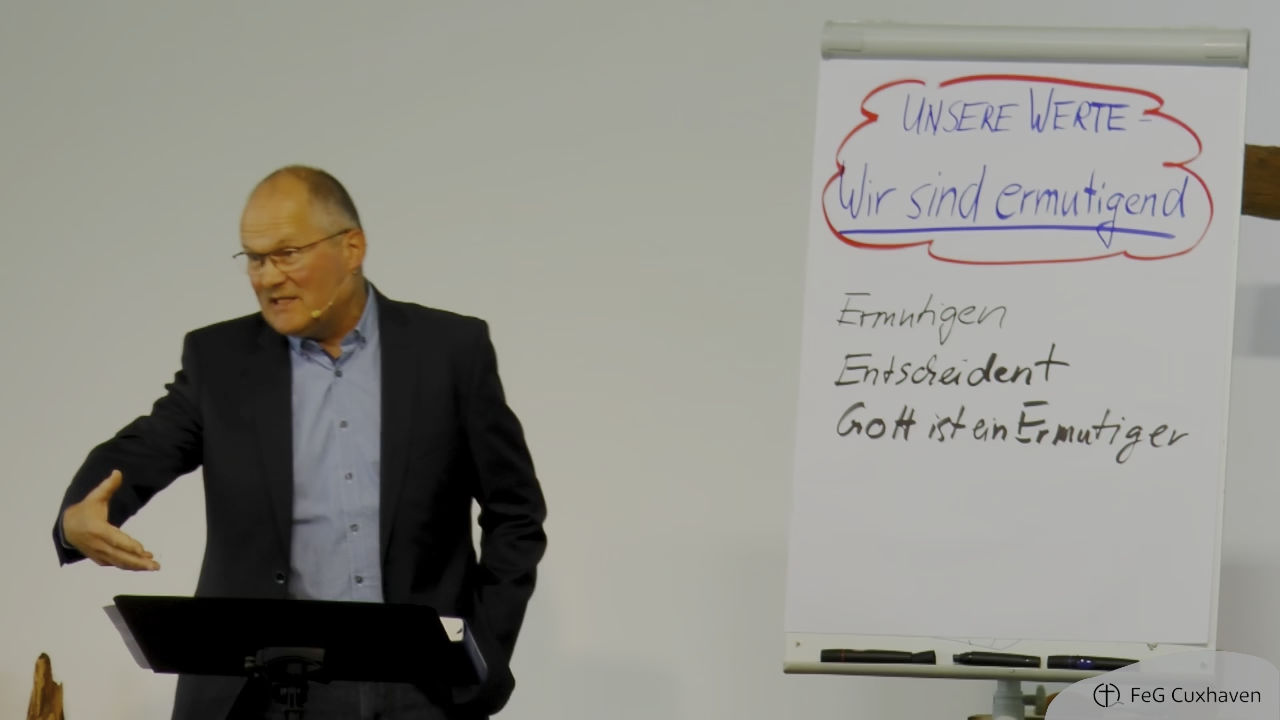 UNSERE WERTE -
Wir sind ermutigend
Ermutigen
Entscheident
Gott ist ein Ermutiger
FeG Cuxhaven